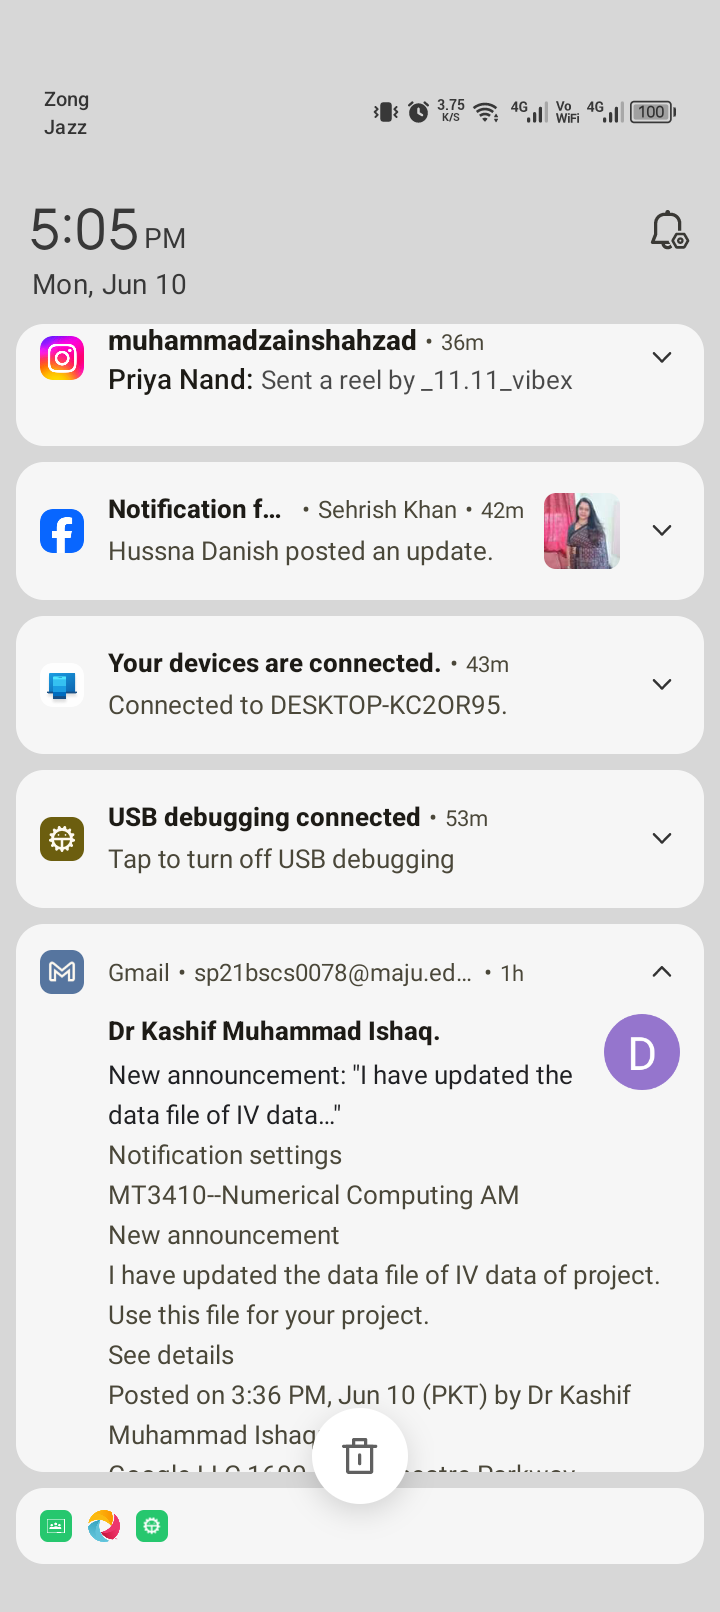 Zong
Jazz
3.75 K/S 4G Vo WiFi 4G 100
5:05 PM
Mon, Jun 10
muhammadzainshahzad • 36m
Priya Nand: Sent a reel by _11.11_vibex
Notification f... • Sehrish Khan • 42m
Hussna Danish posted an update.
Your devices are connected. • 43m
Connected to DESKTOP-KC2OR95.
USB debugging connected • 53m
Tap to turn off USB debugging
Gmail • sp21bscs0078@maju.ed... • 1h
Dr Kashif Muhammad Ishaq.
D
New announcement: "I have updated the
data file of IV data…"
Notification settings
MT3410--Numerical Computing AM
New announcement
I have updated the data file of IV data of project.
Use this file for your project.
See details
Posted on 3:36 PM, Jun 10 (PKT) by Dr Kashif
Muhammad Ishaq
Google LLC 1600
Parkway